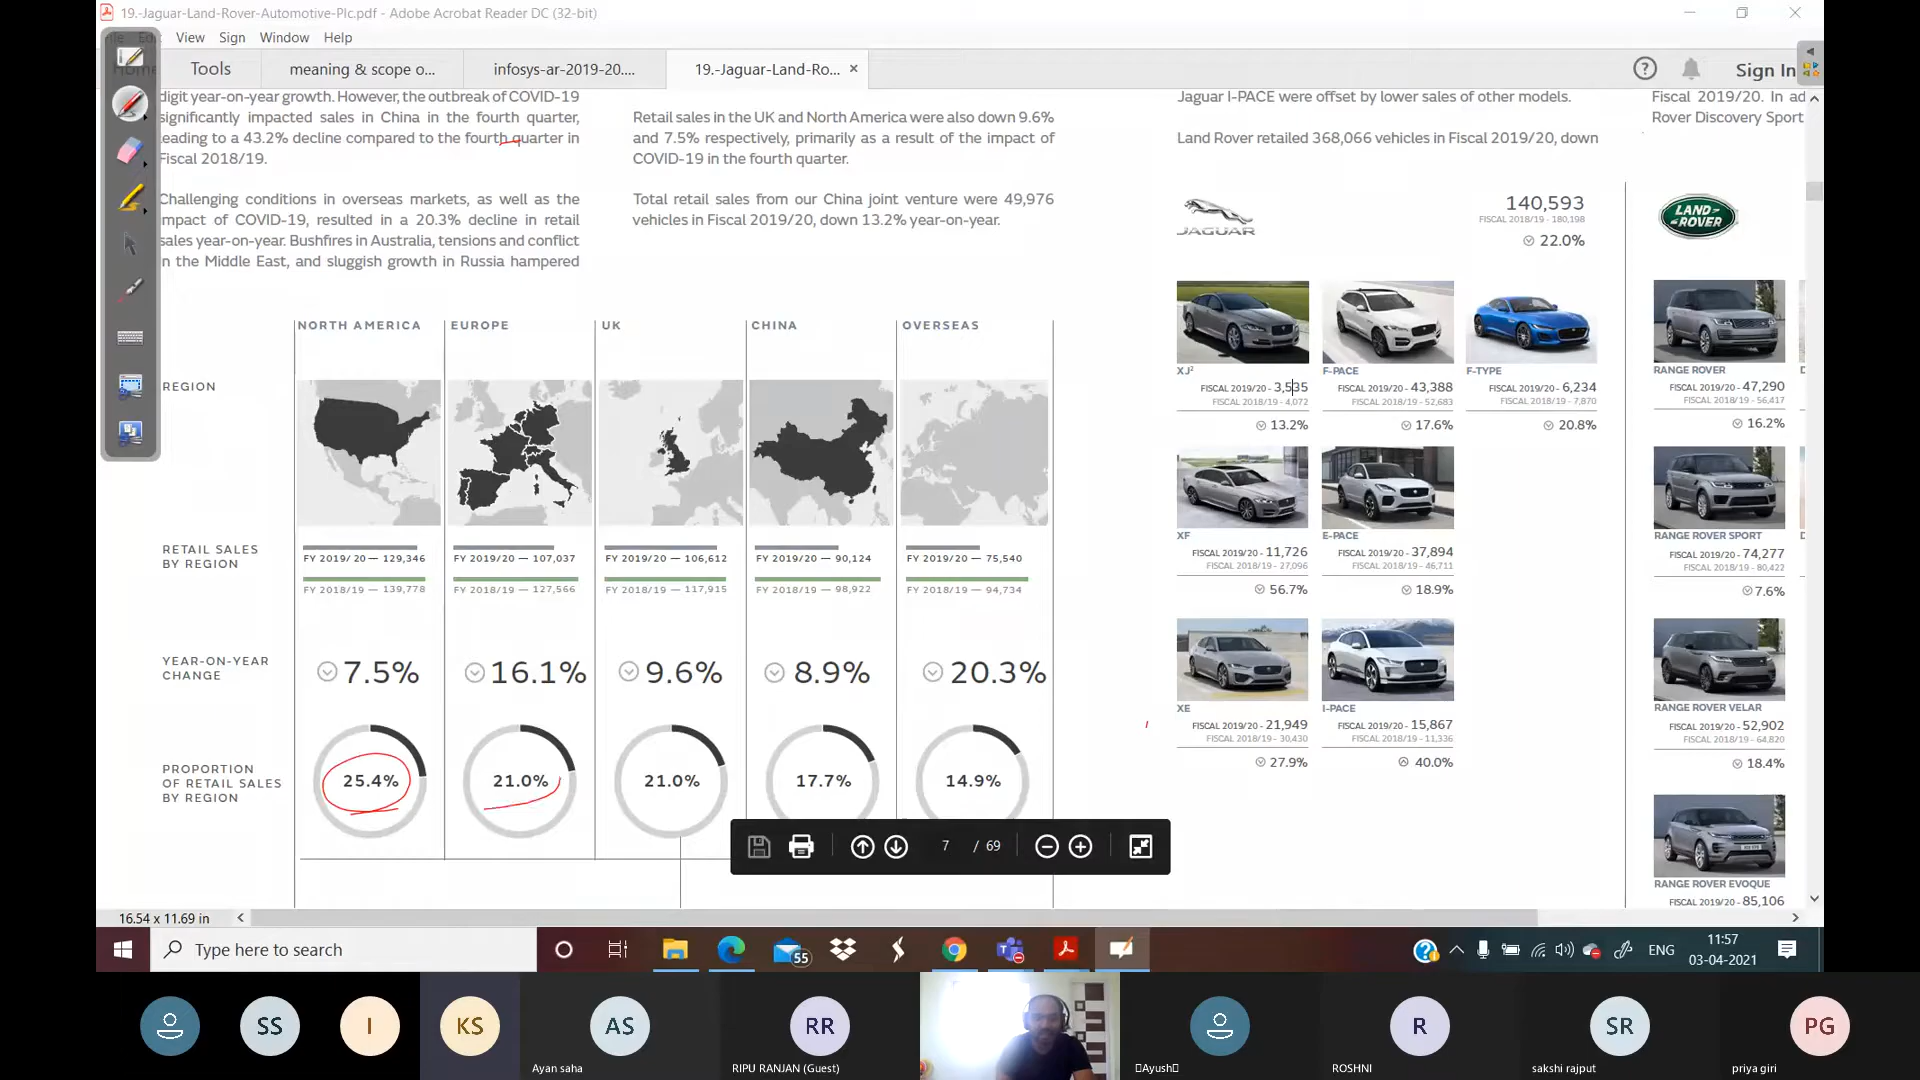 19.-Jaguar-Land-Rover-Automotive-Plc.pdf - Adobe Acrobat Reader DC (32-bit)
View Sign Window Help
Tools
meaning & scope o...
infosys-ar-2019-20....
19.-Jaguar-Land-Ro... ×
Sign In
digit year-on-year growth. However, the outbreak of COVID-19
significantly impacted sales in China in the fourth quarter,
leading to a 43.2% decline compared to the fourth quarter in
Fiscal 2018/19.
Challenging conditions in overseas markets, as well as the
impact of COVID-19, resulted in a 20.3% decline in retail
sales year-on-year. Bushfires in Australia, tensions and conflict
in the Middle East, and sluggish growth in Russia hampered
Retail sales in the UK and North America were also down 9.6%
and 7.5% respectively, primarily as a result of the impact of
COVID-19 in the fourth quarter.
Total retail sales from our China joint venture were 49,976
vehicles in Fiscal 2019/20, down 13.2% year-on-year.
REGION
NORTH AMERICA
EUROPE
UK
CHINA
OVERSEAS
RETAIL SALES
BY REGION
FY 2019/20 — 129,346
FY 2018/19 — 139,778
FY 2019/20 — 107,037
FY 2018/19 — 127,566
FY 2019/20 — 106,612
FY 2018/19 — 117,915
FY 2019/20 — 90,124
FY 2018/19 — 98,922
FY 2019/20 — 75,540
FY 2018/19 — 94,734
YEAR-ON-YEAR
CHANGE
7.5%
16.1%
9.6%
8.9%
20.3%
PROPORTION
OF RETAIL SALES
BY REGION
25.4%
21.0%
21.0%
17.7%
14.9%
Jaguar I-PACE were offset by lower sales of other models.
Land Rover retailed 368,066 vehicles in Fiscal 2019/20, down
JAGUAR
140,593
FISCAL 2018/19 - 180,198
22.0%
XJ²
FISCAL 2019/20 - 3,535
FISCAL 2018/19 - 4,072
13.2%
F-PACE
FISCAL 2019/20 - 43,388
FISCAL 2018/19 - 52,683
17.6%
F-TYPE
FISCAL 2019/20 - 6,234
FISCAL 2018/19 - 7,870
20.8%
XF
FISCAL 2019/20 - 11,726
FISCAL 2018/19 - 27,096
56.7%
E-PACE
FISCAL 2019/20 - 37,894
FISCAL 2018/19 - 46,711
18.9%
XE
FISCAL 2019/20 - 21,949
FISCAL 2018/19 - 30,430
27.9%
I-PACE
FISCAL 2019/20 - 15,867
FISCAL 2018/19 - 11,336
40.0%
Fiscal 2019/20. In ad
Rover Discovery Sport
LAND-
ROVER
RANGE ROVER
FISCAL 2019/20 - 47,290
FISCAL 2018/19 - 56,417
16.2%
RANGE ROVER SPORT
FISCAL 2019/20 - 74,277
FISCAL 2018/19 - 80,422
7.6%
RANGE ROVER VELAR
FISCAL 2019/20 - 52,902
FISCAL 2018/19 - 64,820
18.4%
RANGE ROVER EVOQUE
FISCAL 2019/20 - 85,106
7 / 69
16.54 x 11.69 in
Type here to search
55
ENG
11:57
03-04-2021
SS
I
KS
AS
Ayan saha
RR
RIPU RANJAN (Guest)
Ayush
R
ROSHNI
SR
sakshi rajput
PG
priya giri